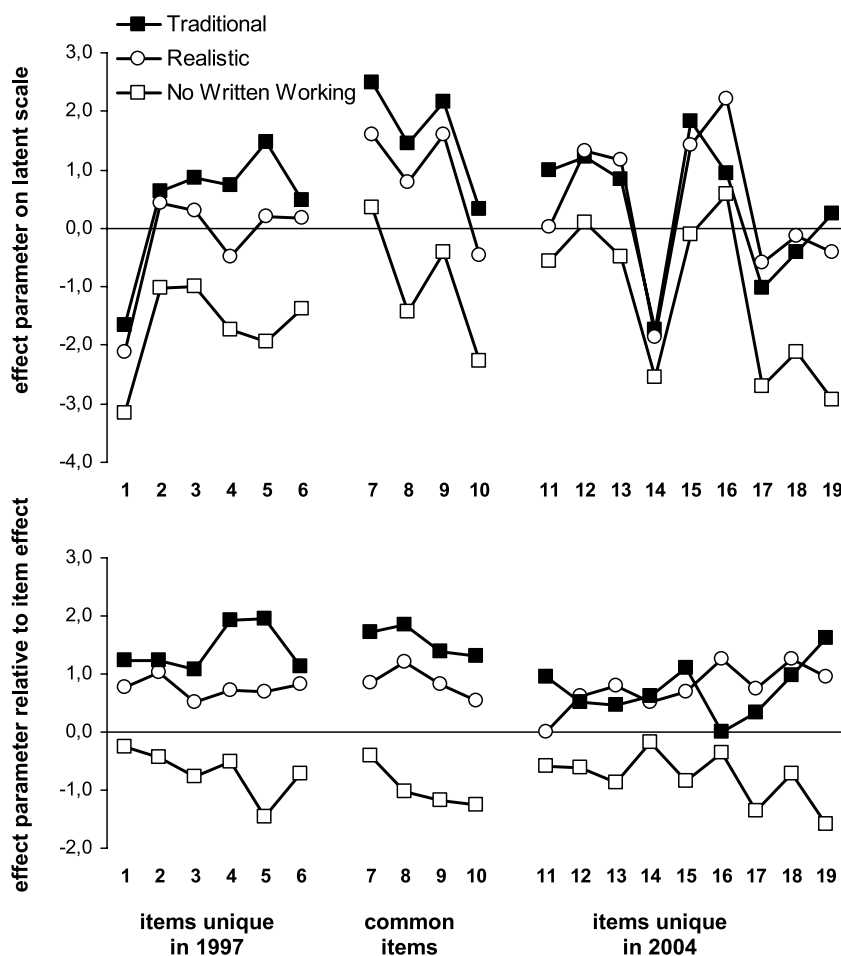 Traditional
Realistic
No Written Working
effect parameter on latent scale
3,0
2,0
1,0
0,0
-1,0
-2,0
-3,0
-4,0
1 2 3 4 5 6 7 8 9 10 11 12 13 14 15 16 17 18 19
effect parameter relative to item effect
3,0
2,0
1,0
0,0
-1,0
-2,0
1 2 3 4 5 6 7 8 9 10 11 12 13 14 15 16 17 18 19
items unique
in 1997
common
items
items unique
in 2004